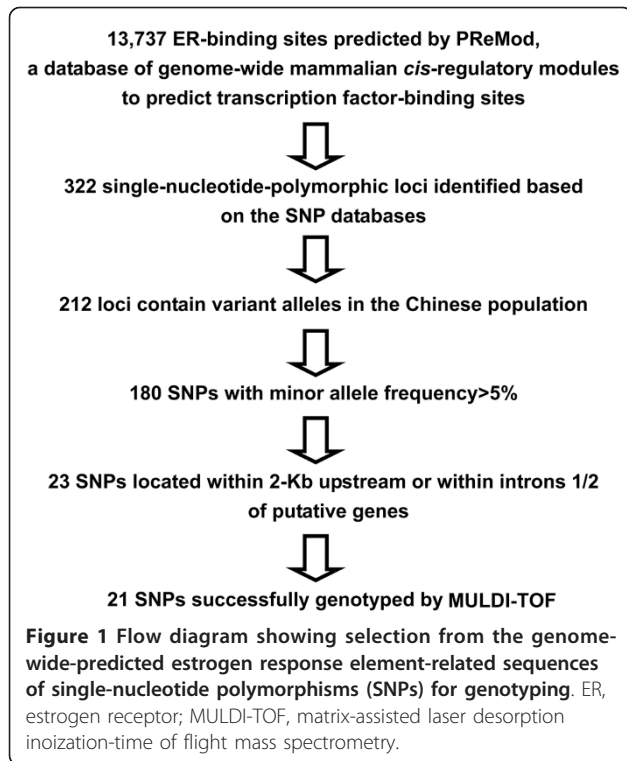 13,737 ER-binding sites predicted by PReMod,
a database of genome-wide mammalian cis-regulatory modules
to predict transcription factor-binding sites
322 single-nucleotide-polymorphic loci identified based
on the SNP databases
212 loci contain variant alleles in the Chinese population
180 SNPs with minor allele frequency>5%
23 SNPs located within 2-Kb upstream or within introns 1/2
of putative genes
21 SNPs successfully genotyped by MULDI-TOF
Figure 1 Flow diagram showing selection from the genome-
wide-predicted estrogen response element-related sequences
of single-nucleotide polymorphisms (SNPs) for genotyping. ER,
estrogen receptor; MULDI-TOF, matrix-assisted laser desorption
inoization-time of flight mass spectrometry.